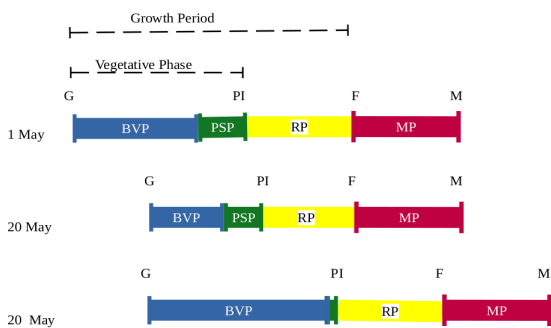 Growth Period
Vegetative Phase
G PI F M
1 May BVP PSP RP MP
G PI F M
20 May BVP PSP RP MP
G PI F M
20 May BVP RP MP